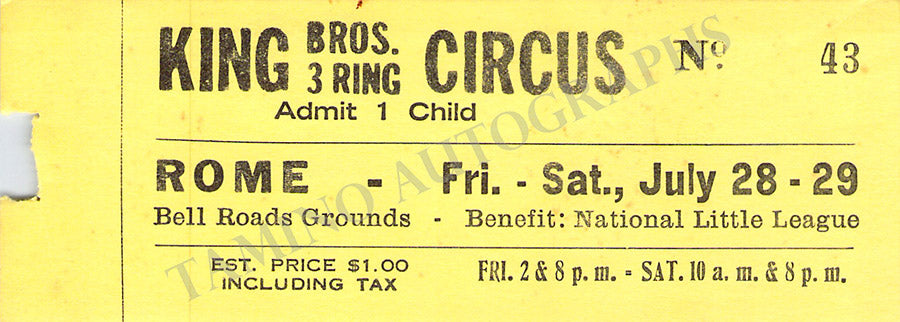 KING BROS. 3 RING CIRCUS Nº 43
Admit 1 Child
ROME - Fri. - Sat., July 28 - 29
Bell Roads Grounds - Benefit: National Little League
EST. PRICE $1.00 INCLUDING TAX
FRI. 2 & 8 p. m. - SAT. 10 a. m. & 8 p. m.
TAMINO AUTOGRAPHS